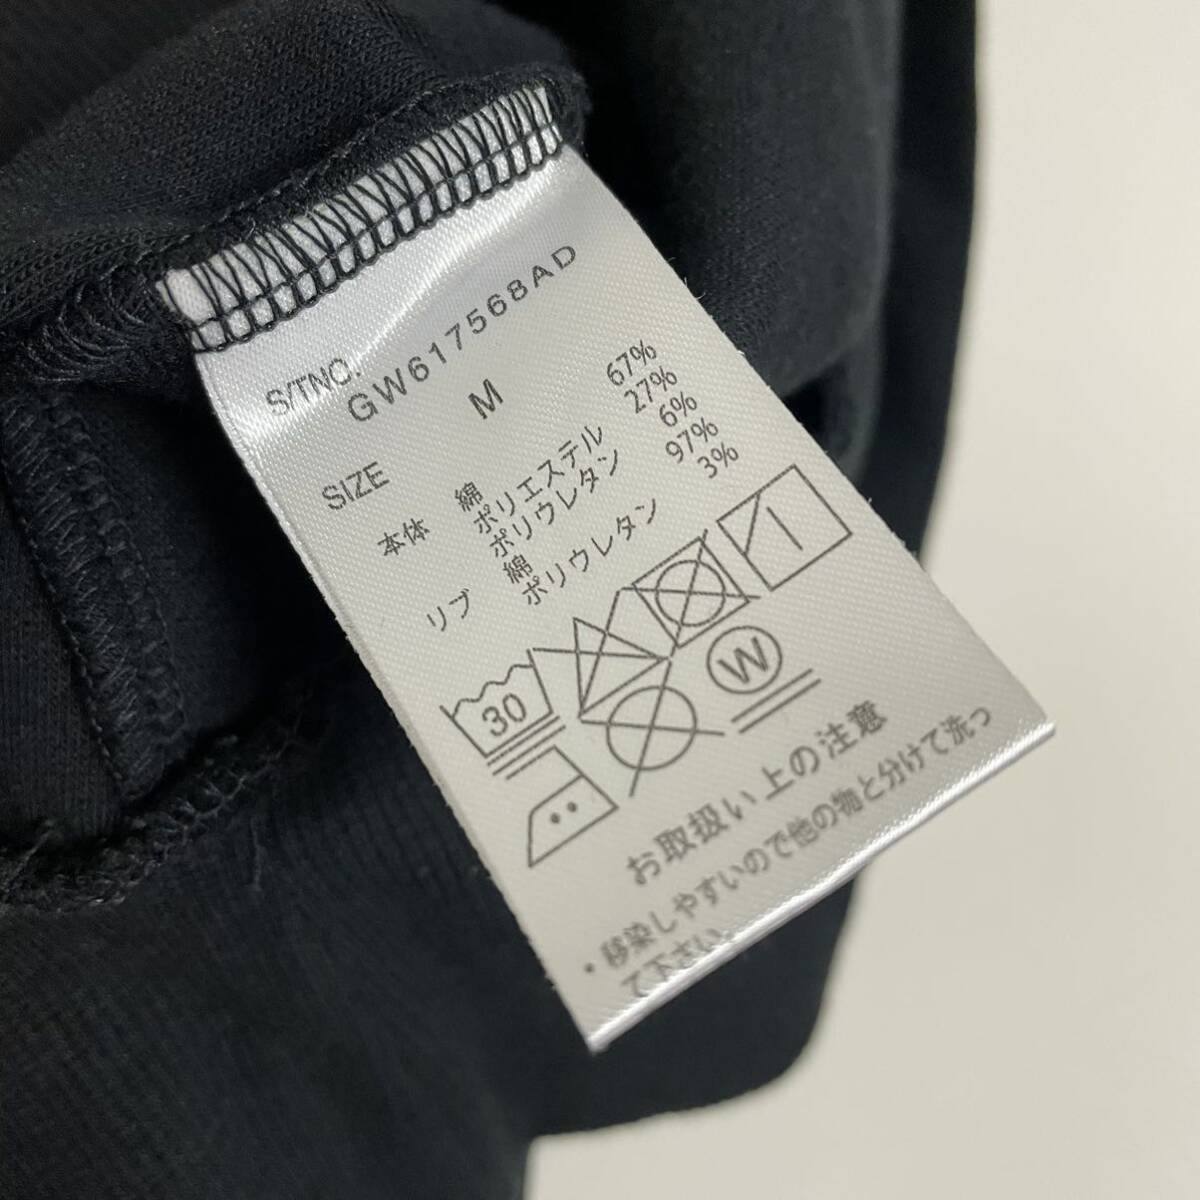 S/TNO.
GW617568AD
SIZE M
本体 綿 67%
ポリエステル 27%
ポリウレタン 6%
リブ 綿 97%
ポリウレタン 3%
30
W
お取扱い上の注意
・移染しやすいので他の物と分けて洗っ
て下さい